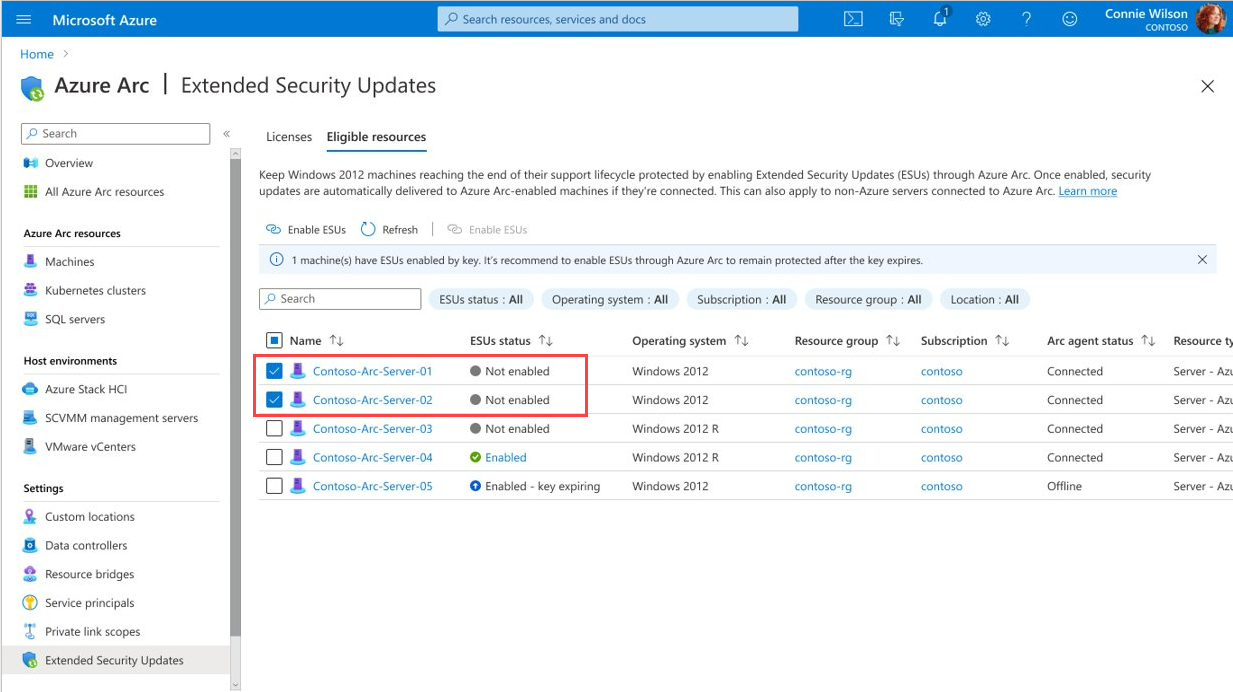 Microsoft Azure
Search resources, services and docs
1
Connie Wilson
CONTOSO
Home
Azure Arc | Extended Security Updates
Search
Overview
All Azure Arc resources
Azure Arc resources
Machines
Kubernetes clusters
SQL servers
Host environments
Azure Stack HCI
SCVMM management servers
VMware vCenters
Settings
Custom locations
Data controllers
Resource bridges
Service principals
Private link scopes
Extended Security Updates
Licenses Eligible resources
Keep Windows 2012 machines reaching the end of their support lifecycle protected by enabling Extended Security Updates (ESUs) through Azure Arc. Once enabled, security
updates are automatically delivered to Azure Arc-enabled machines if they're connected. This can also apply to non-Azure servers connected to Azure Arc. Learn more
Enable ESUs Refresh | Enable ESUs
1 machine(s) have ESUs enabled by key. It's recommend to enable ESUs through Azure Arc to remain protected after the key expires.
Search ESUs status : All Operating system : All Subscription : All Resource group : All Location : All
Name ESUs status Operating system Resource group Subscription Arc agent status Resource ty
Contoso-Arc-Server-01 Not enabled Windows 2012 contoso-rg contoso Connected Server - Azu
Contoso-Arc-Server-02 Not enabled Windows 2012 contoso-rg contoso Connected Server - Azu
Contoso-Arc-Server-03 Not enabled Windows 2012 R contoso-rg contoso Connected Server - Azu
Contoso-Arc-Server-04 Enabled Windows 2012 R contoso-rg contoso Connected Server - Azu
Contoso-Arc-Server-05 Enabled - key expiring Windows 2012 contoso-rg contoso Offline Server - Azu